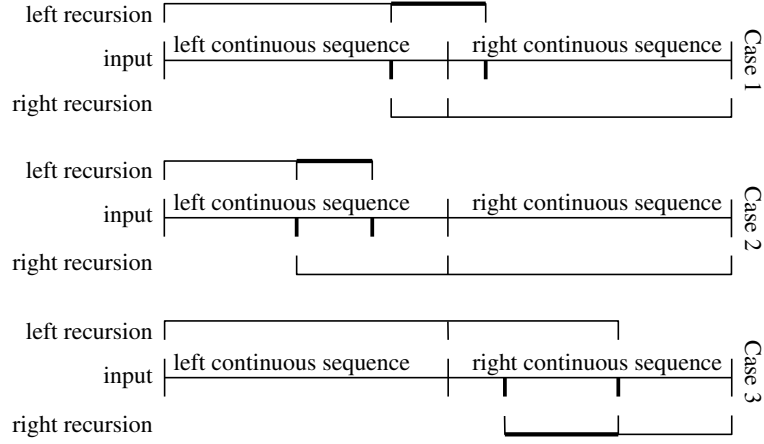 left recursion
left continuous sequence right continuous sequence
input
right recursion
Case 1
left recursion
left continuous sequence right continuous sequence
input
right recursion
Case 2
left recursion
left continuous sequence right continuous sequence
input
right recursion
Case 3